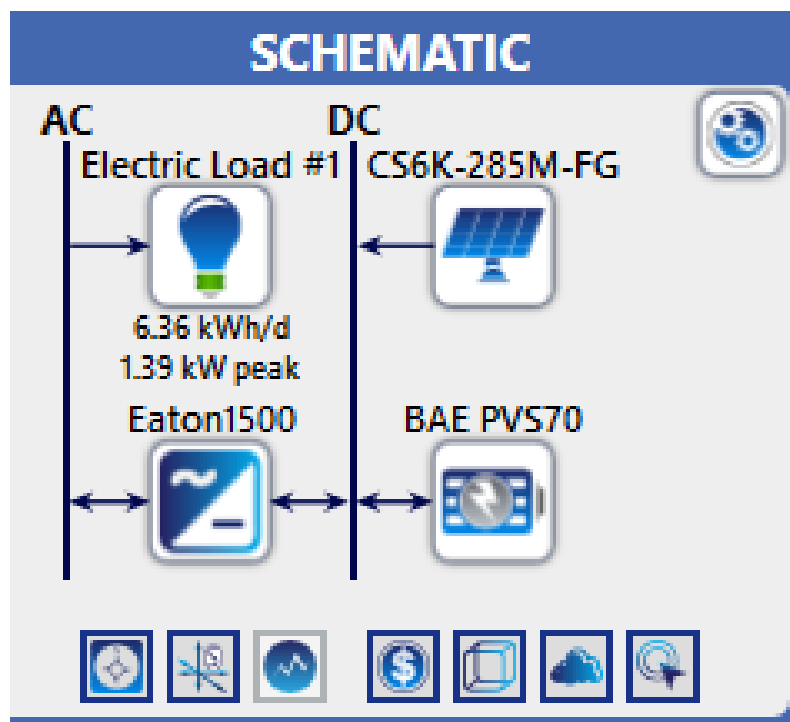 SCHEMATIC
AC DC
Electric Load #1 CS6K-285M-FG
6.36 kWh/d
1.39 kW peak
Eaton1500 BAE PVS70